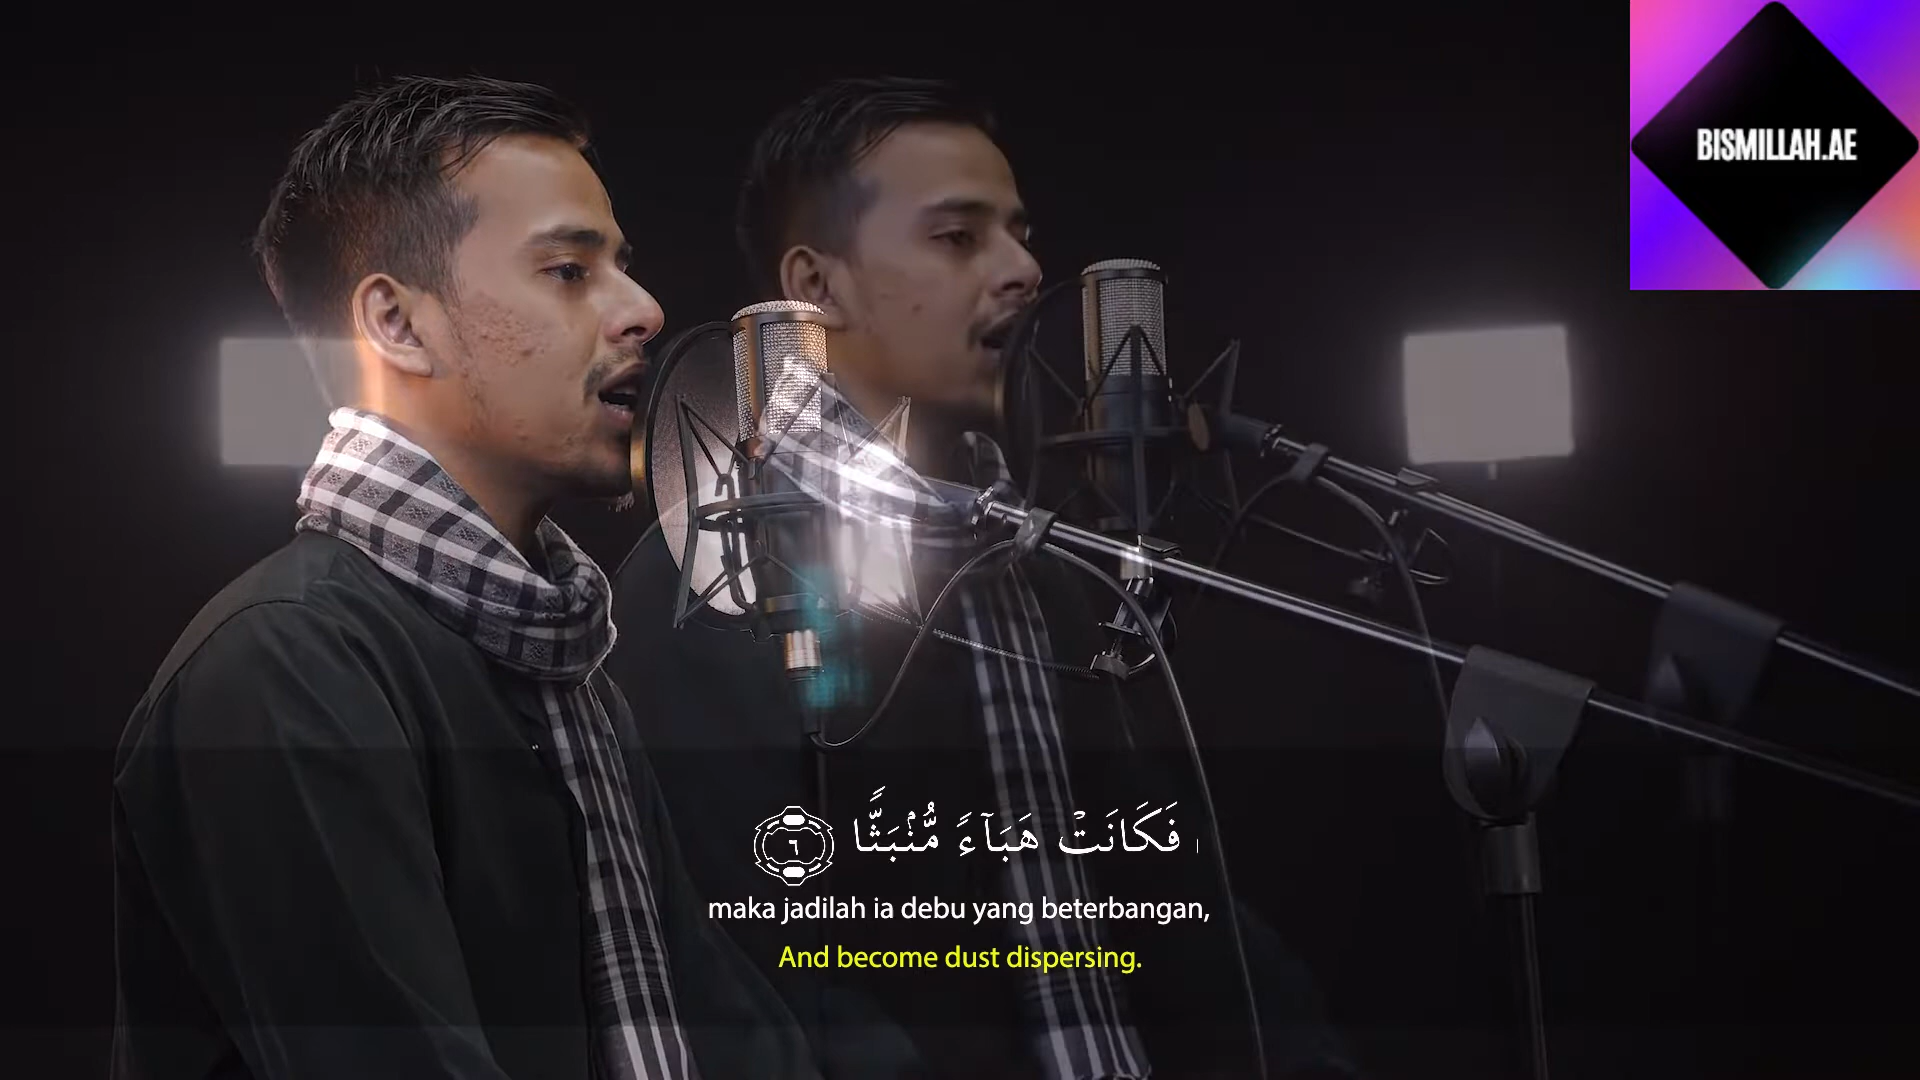 BISMILLAH.AE
فَكَانَتْ هَبَآءً مُّنۢبَثًّا ٦
maka jadilah ia debu yang beterbangan,
And become dust dispersing.